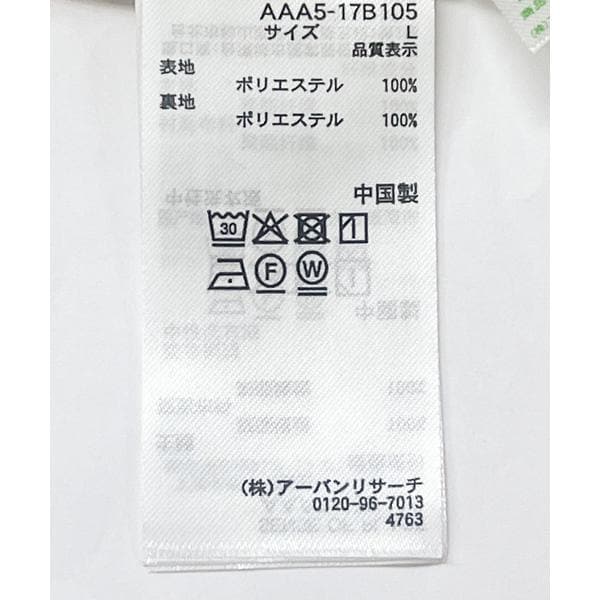 AAA5-17B105
サイズ L
品質表示
表地
ポリエステル 100%
裏地
ポリエステル 100%
中国製
30
F
W
(株)アーバンリサーチ
0120-96-7013
4763